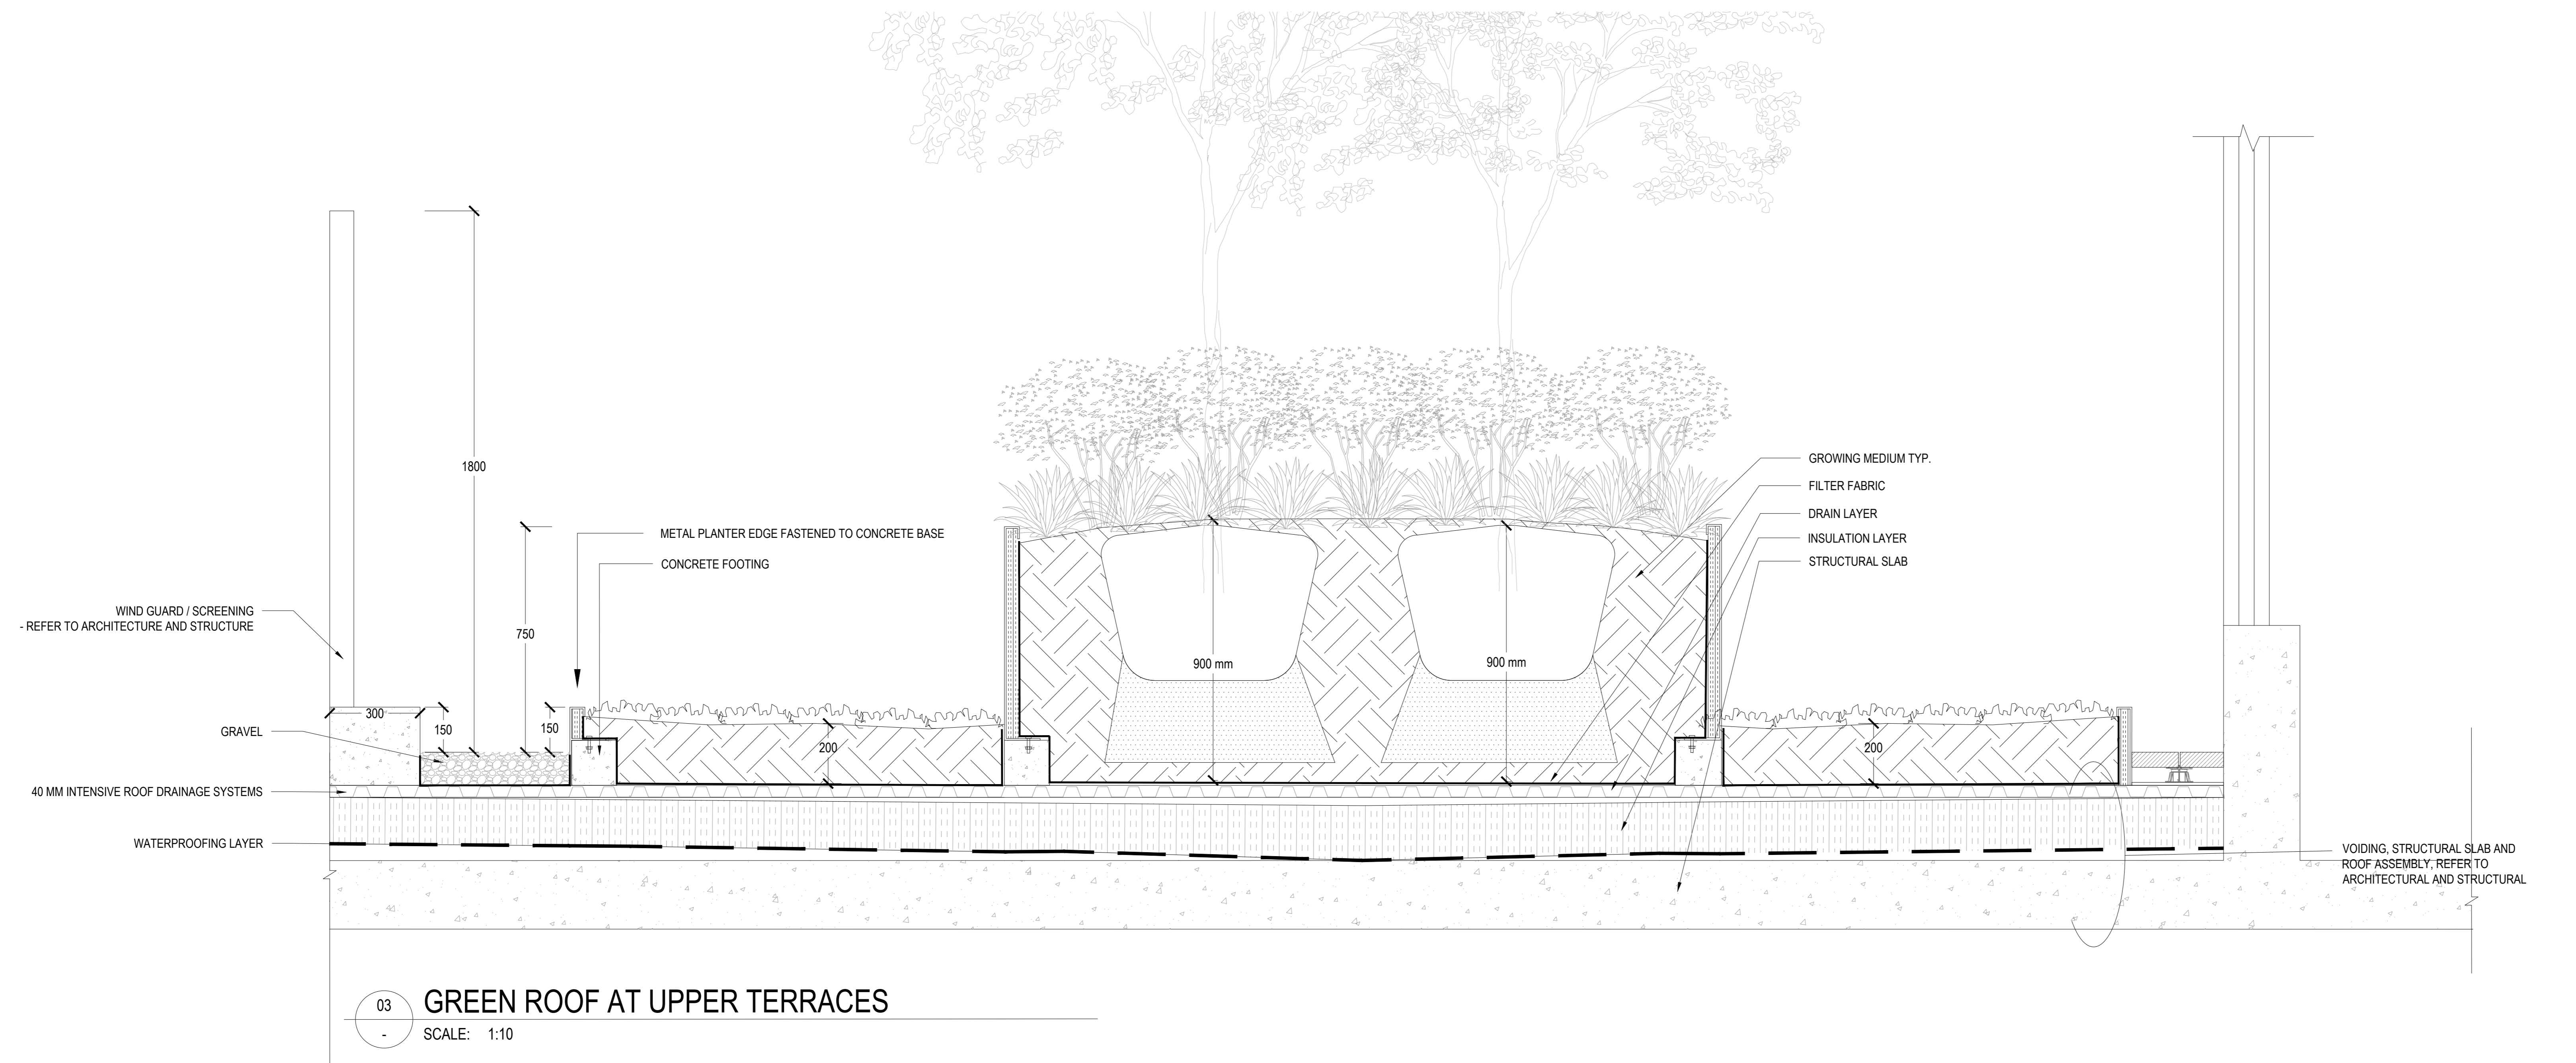 1800
750
300
150
150
200
900 mm
900 mm
200
METAL PLANTER EDGE FASTENED TO CONCRETE BASE
CONCRETE FOOTING
WIND GUARD / SCREENING
- REFER TO ARCHITECTURE AND STRUCTURE
GRAVEL
40 MM INTENSIVE ROOF DRAINAGE SYSTEMS
WATERPROOFING LAYER
GROWING MEDIUM TYP.
FILTER FABRIC
DRAIN LAYER
INSULATION LAYER
STRUCTURAL SLAB
VOIDING, STRUCTURAL SLAB AND
ROOF ASSEMBLY, REFER TO
ARCHITECTURAL AND STRUCTURAL
03
-
GREEN ROOF AT UPPER TERRACES
SCALE: 1:10